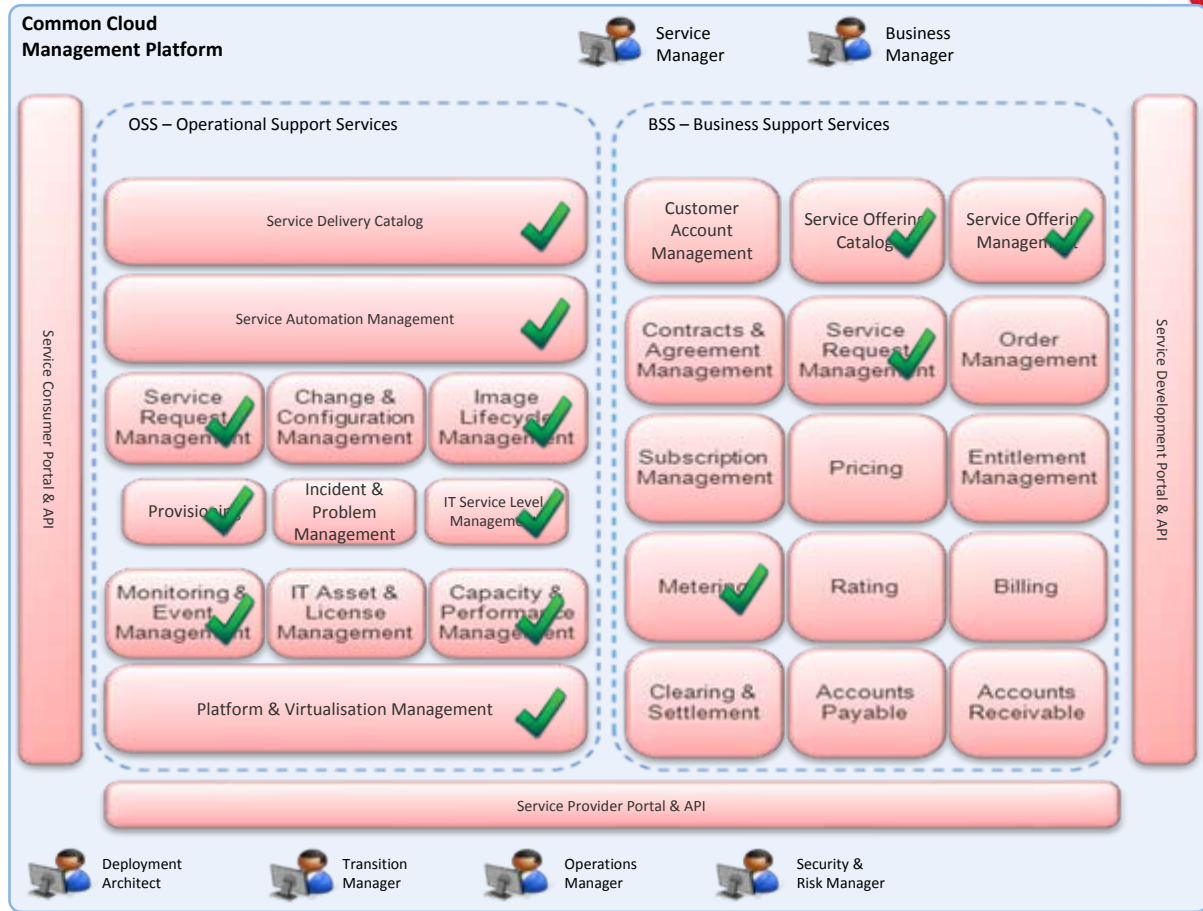 Common Cloud
Management Platform
Service
Manager
Business
Manager
Service Consumer Portal & API
OSS – Operational Support Services
Service Delivery Catalog
Service Automation Management
Service
Request
Management
Change &
Configuration
Management
Image
Lifecycle
Management
Provisioning
Incident &
Problem
Management
IT Service Level
Management
Monitoring &
Event
Management
IT Asset &
License
Management
Capacity &
Performance
Management
Platform & Virtualisation Management
BSS – Business Support Services
Customer
Account
Management
Service Offering
Catalog
Service Offering
Management
Contracts &
Agreement
Management
Service
Request
Management
Order
Management
Subscription
Management
Pricing
Entitlement
Management
Metering
Rating
Billing
Clearing &
Settlement
Accounts
Payable
Accounts
Receivable
Service Development Portal & API
Service Provider Portal & API
Deployment
Architect
Transition
Manager
Operations
Manager
Security &
Risk Manager